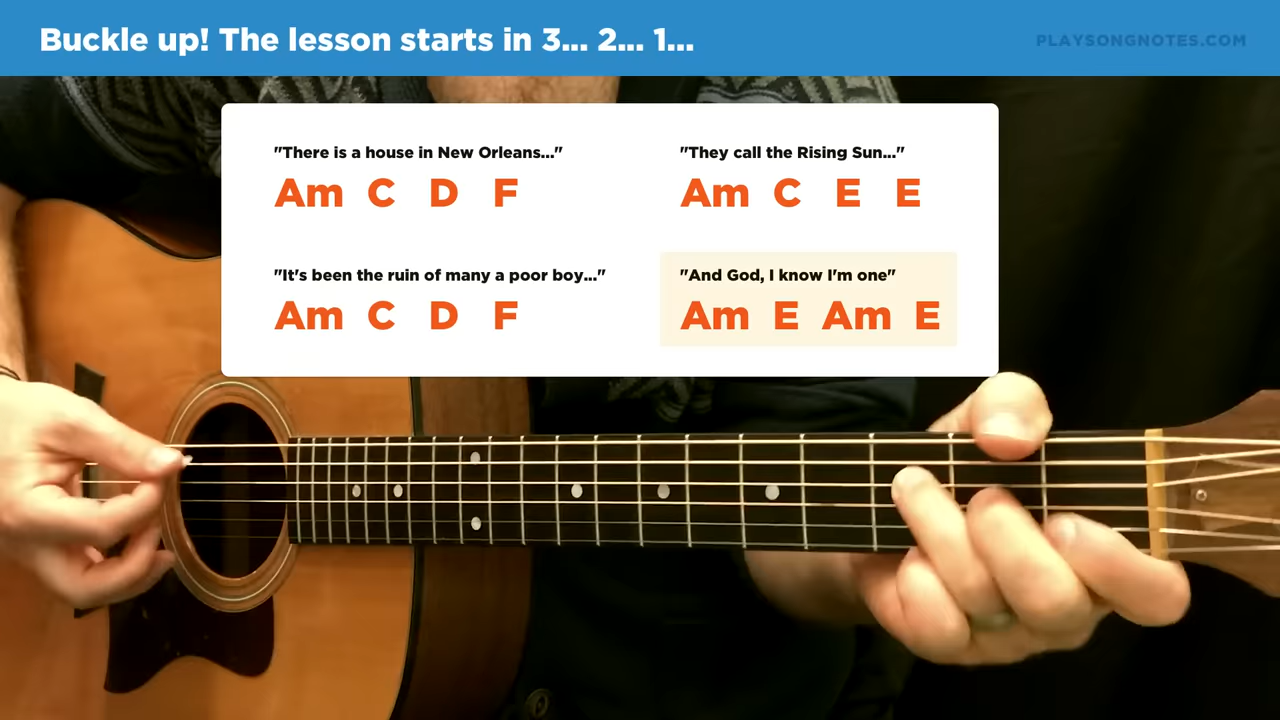 Buckle up! The lesson starts in 3... 2... 1...
PLAYSONGNOTES.COM
"There is a house in New Orleans..."
Am C D F
"They call the Rising Sun..."
Am C E E
"It's been the ruin of many a poor boy..."
Am C D F
"And God, I know I'm one"
Am E Am E